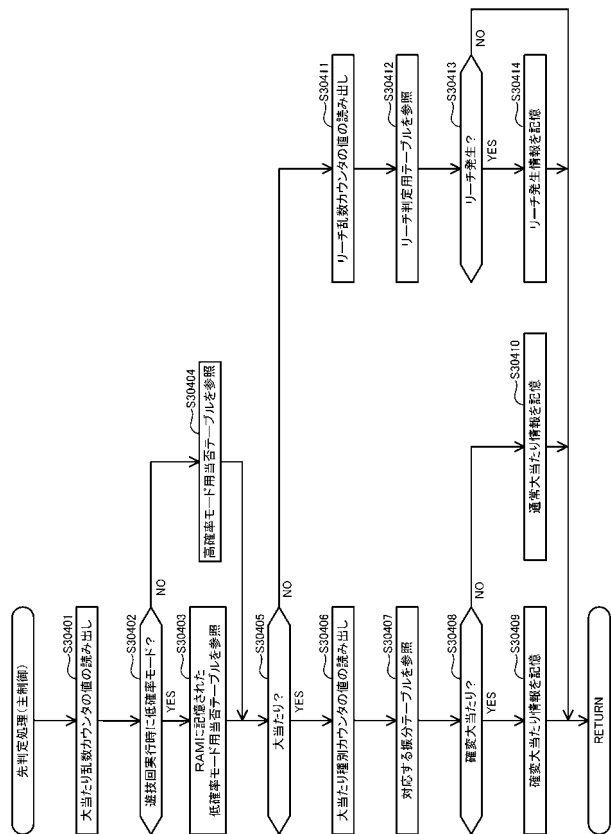 先判定処理(主制御)
S30401
大当たり乱数カウンタの値の読み出し
S30402
遊技回実行時に低確率モード?
NO
YES
S30403
RAMに記憶された
低確率モード用当否テーブルを参照
S30404
高確率モード用当否テーブルを参照
S30405
大当たり?
NO
YES
S30406
大当たり種別カウンタの値の読み出し
S30407
対応する振分テーブルを参照
S30408
確変大当たり?
NO
YES
S30409
確変大当たり情報を記憶
S30410
通常大当たり情報を記憶
S30411
リーチ乱数カウンタの値の読み出し
S30412
リーチ判定用テーブルを参照
S30413
リーチ発生?
NO
YES
S30414
リーチ発生情報を記憶
RETURN